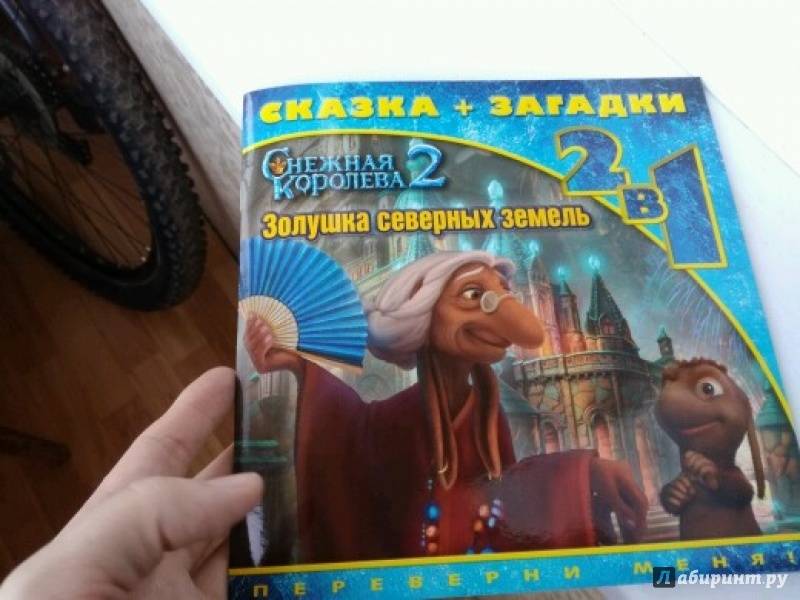 СКАЗКА + ЗАГАДКИ
2 в 1
СНЕЖНАЯ
КОРОЛЕВА 2
Золушка северных земель
ПЕРЕВЕРНИ МЕНЯ!
Лабиринт.ру